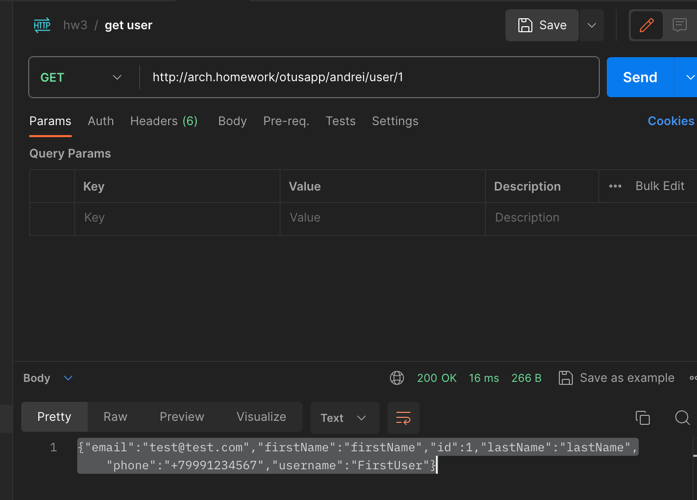 HTTP hw3 / get user Save
GET http://arch.homework/otusapp/andrei/user/1 Send
Params Auth Headers (6) Body Pre-req. Tests Settings Cookies
Query Params
Key Value Description ••• Bulk Edit
Key Value Description
Body 200 OK 16 ms 266 B Save as example
Pretty Raw Preview Visualize Text
1 {"email":"test@test.com","firstName":"firstName","id":1,"lastName":"lastName",
"phone":"+79991234567","username":"FirstUser"}